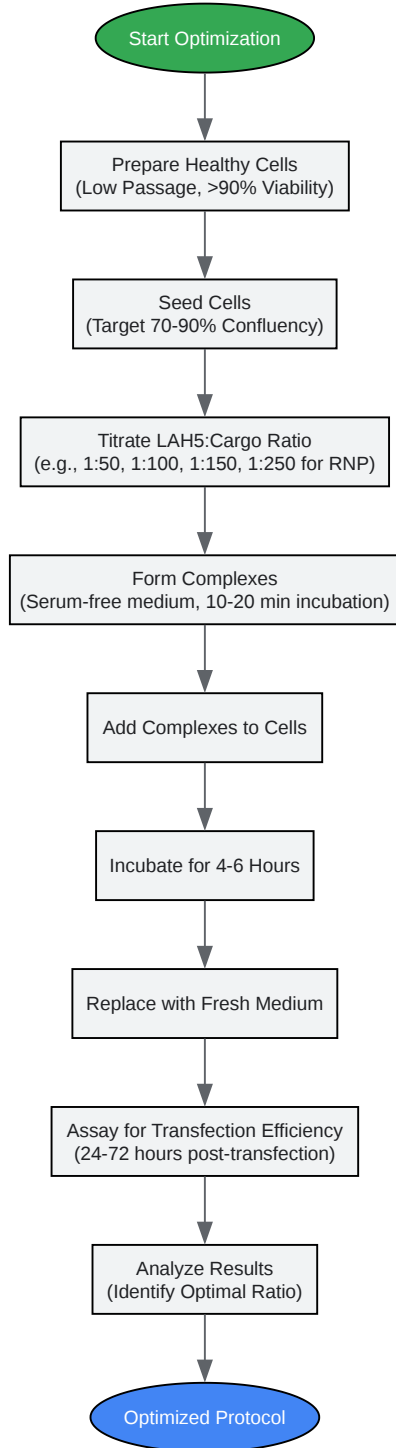 Start Optimization
Prepare Healthy Cells
(Low Passage, >90% Viability)
Seed Cells
(Target 70-90% Confluency)
Titrate LAH5:Cargo Ratio
(e.g., 1:50, 1:100, 1:150, 1:250 for RNP)
Form Complexes
(Serum-free medium, 10-20 min incubation)
Add Complexes to Cells
Incubate for 4-6 Hours
Replace with Fresh Medium
Assay for Transfection Efficiency
(24-72 hours post-transfection)
Analyze Results
(Identify Optimal Ratio)
Optimized Protocol